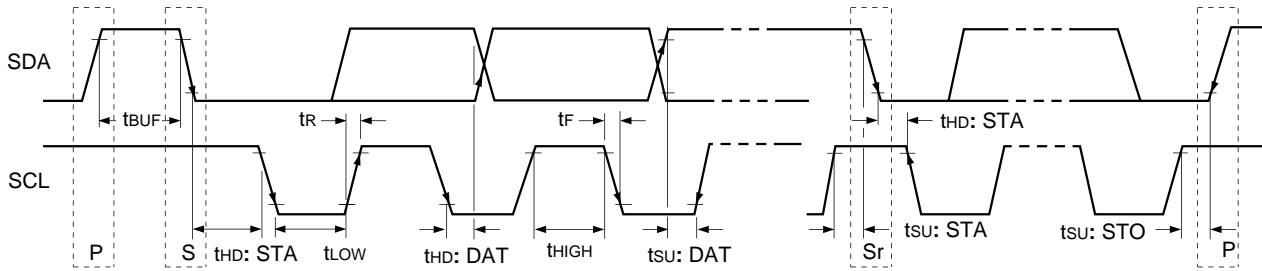 SDA
tBUF
tR
tF
tHD: STA
SCL
P
S
tHD: STA
tLOW
tHD: DAT
tHIGH
tSU: DAT
Sr
tSU: STA
tSU: STO
P